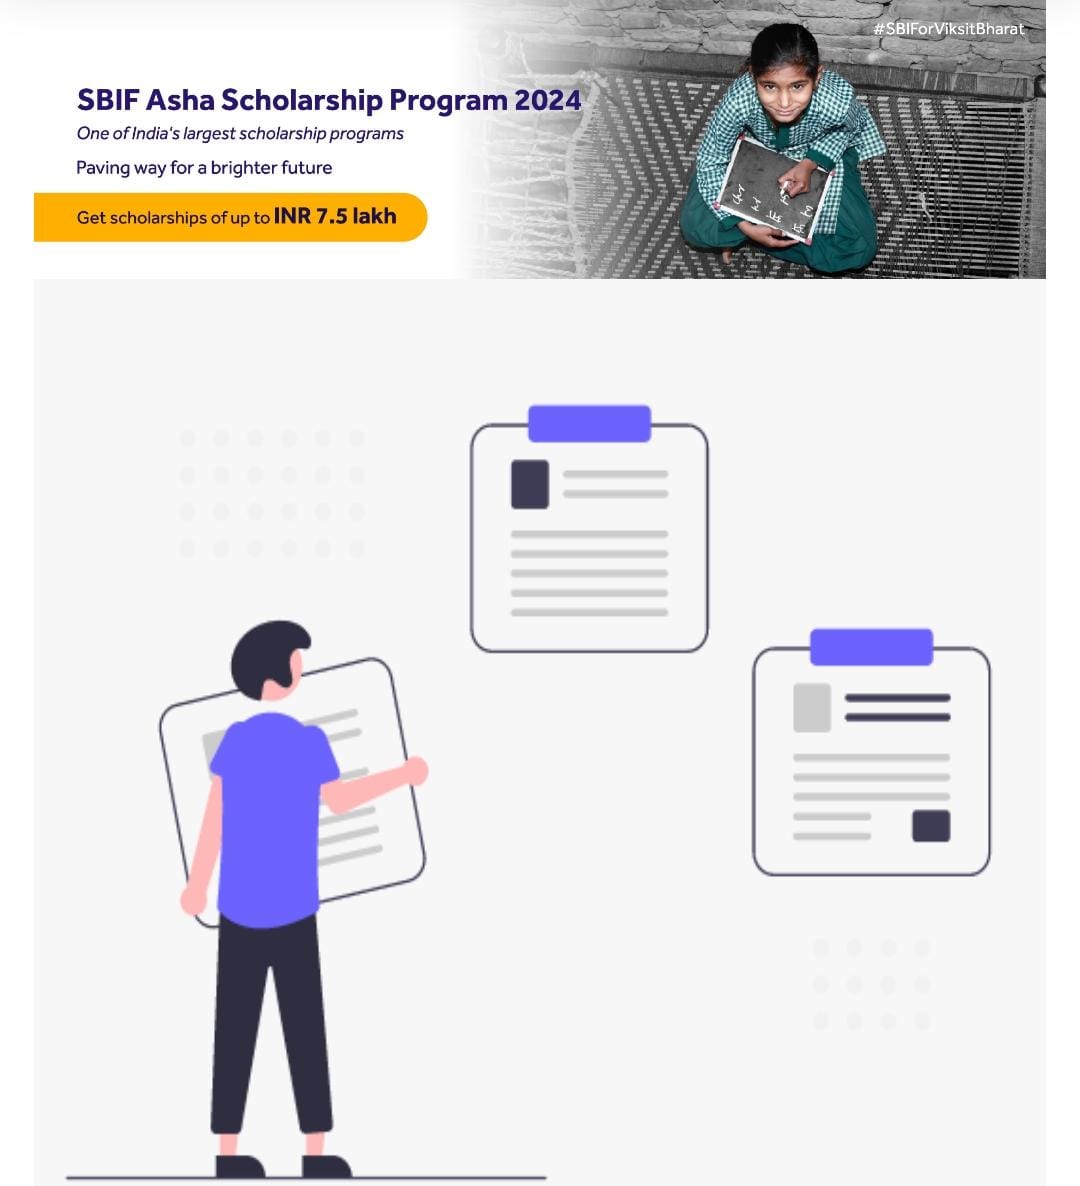 #SBIForViksitBharat
SBIF Asha Scholarship Program 2024
One of India's largest scholarship programs
Paving way for a brighter future
Get scholarships of up to INR 7.5 lakh